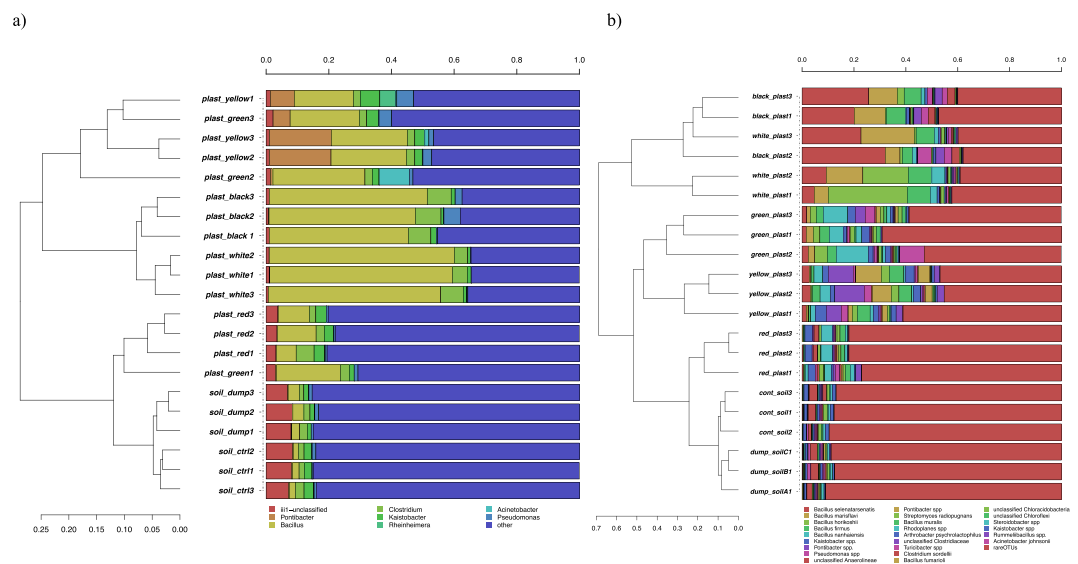 a)
b)
0.0 0.2 0.4 0.6 0.8 1.0
plast_yellow1
plast_green3
plast_yellow3
plast_yellow2
plast_green2
plast_black3
plast_black2
plast_black 1
plast_white2
plast_white1
plast_white3
plast_red3
plast_red2
plast_red1
plast_green1
soil_dump3
soil_dump2
soil_dump1
soil_ctrl2
soil_ctrl1
soil_ctrl3
0.25 0.20 0.15 0.10 0.05 0.00
iii1-unclassified
Pontibacter
Bacillus
Clostridium
Kaistobacter
Rheinheimera
Acinetobacter
Pseudomonas
other
0.0 0.2 0.4 0.6 0.8 1.0
black_plast3
black_plast1
white_plast3
black_plast2
white_plast2
white_plast1
green_plast3
green_plast1
green_plast2
yellow_plast3
yellow_plast2
yellow_plast1
red_plast3
red_plast2
red_plast1
cont_soil3
cont_soil1
cont_soil2
dump_soilC1
dump_soilB1
dump_soilA1
0.7 0.6 0.5 0.4 0.3 0.2 0.1 0.0
Bacillus selenatarsenatis
Bacillus marisflavi
Bacillus horikoshii
Bacillus firmus
Bacillus nanhaiensis
Kaistobacter spp.
Pontibacter spp.
Pseudomonas spp
unclassified Anaerolineae
Pontibacter spp
Streptomyces radiopugnans
Bacillus muralis
Rhodoplanes spp
Arthrobacter psychrolactophilus
unclassified Clostridiaceae
Turicibacter spp
Clostridium sordellii
Bacillus fumarioli
unclassified Chloracidobacteria
unclassified Chloroflexi
Steroidobacter spp
Kaistobacter spp
Rummeliibacillus spp.
Acinetobacter johnsonii
rareOTUs